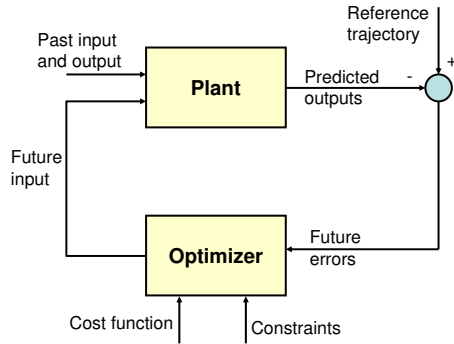 Reference
trajectory
Past input
and output
Plant
Predicted
outputs
-
+
Future
input
Optimizer
Future
errors
Cost function
Constraints